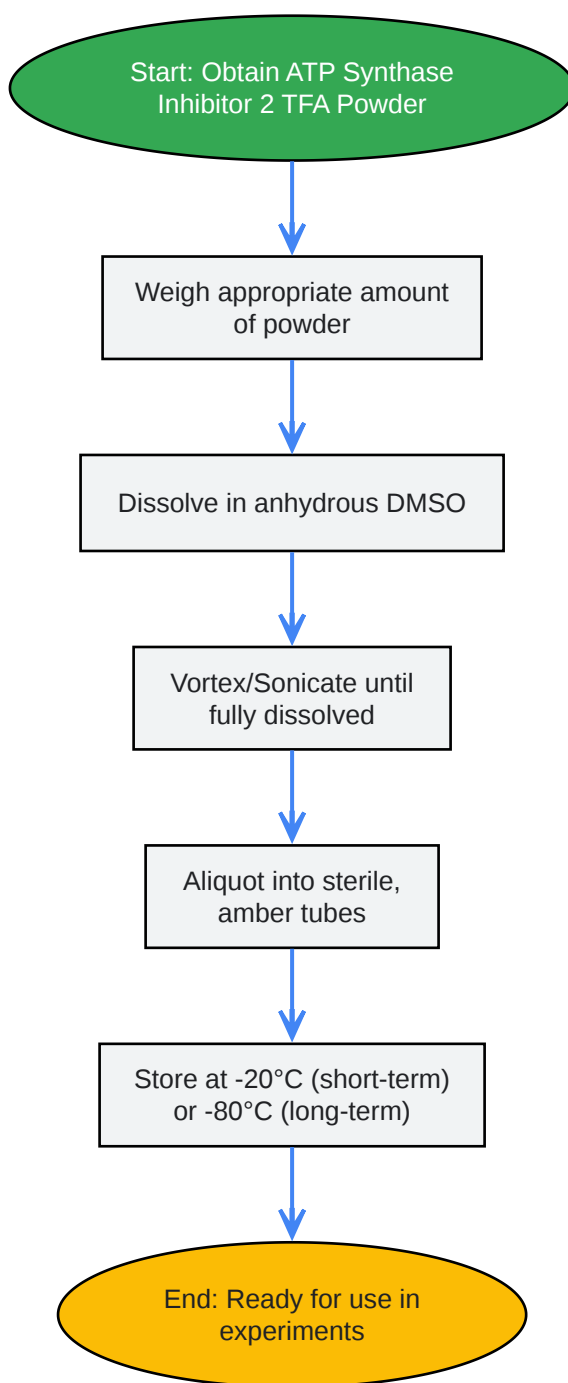 Start: Obtain ATP Synthase
Inhibitor 2 TFA Powder
Weigh appropriate amount
of powder
Dissolve in anhydrous DMSO
Vortex/Sonicate until
fully dissolved
Aliquot into sterile,
amber tubes
Store at -20°C (short-term)
or -80°C (long-term)
End: Ready for use in
experiments